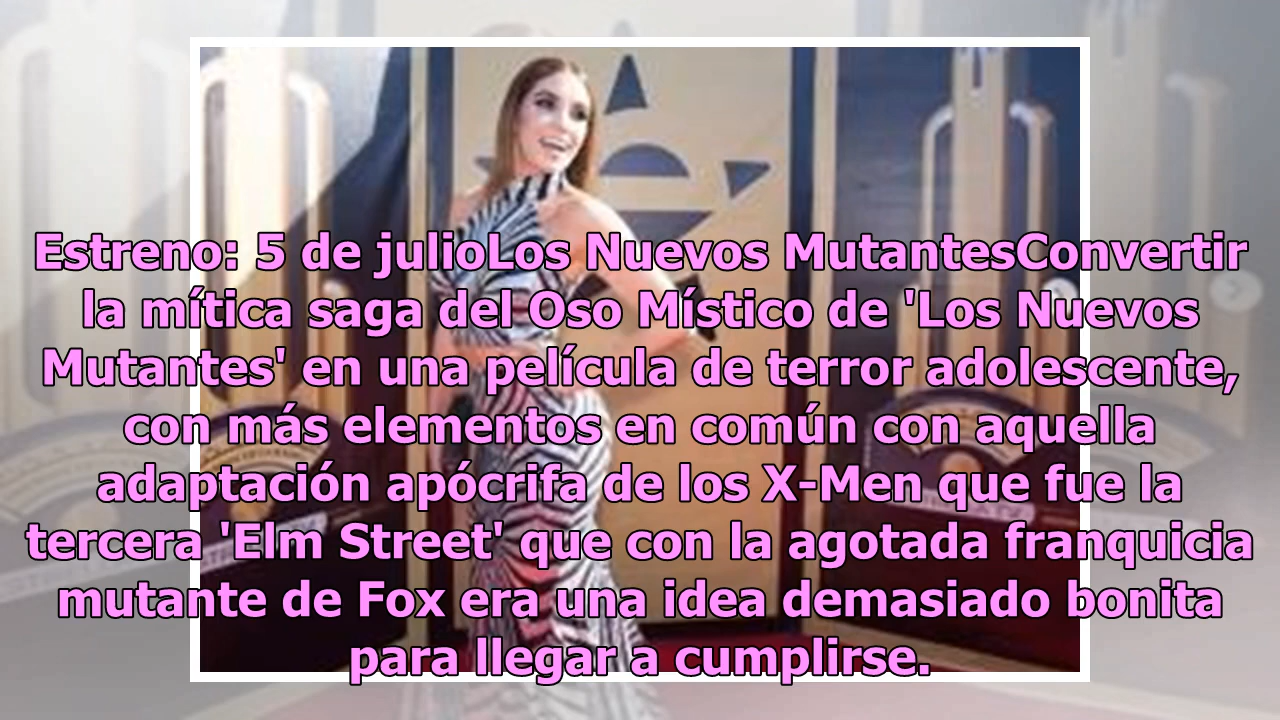 Estreno: 5 de julioLos Nuevos MutantesConvertir
la mítica saga del Oso Místico de 'Los Nuevos
Mutantes' en una película de terror adolescente,
con más elementos en común con aquella
adaptación apócrifa de los X-Men que fue la
tercera 'Elm Street' que con la agotada franquicia
mutante de Fox era una idea demasiado bonita
para llegar a cumplirse.